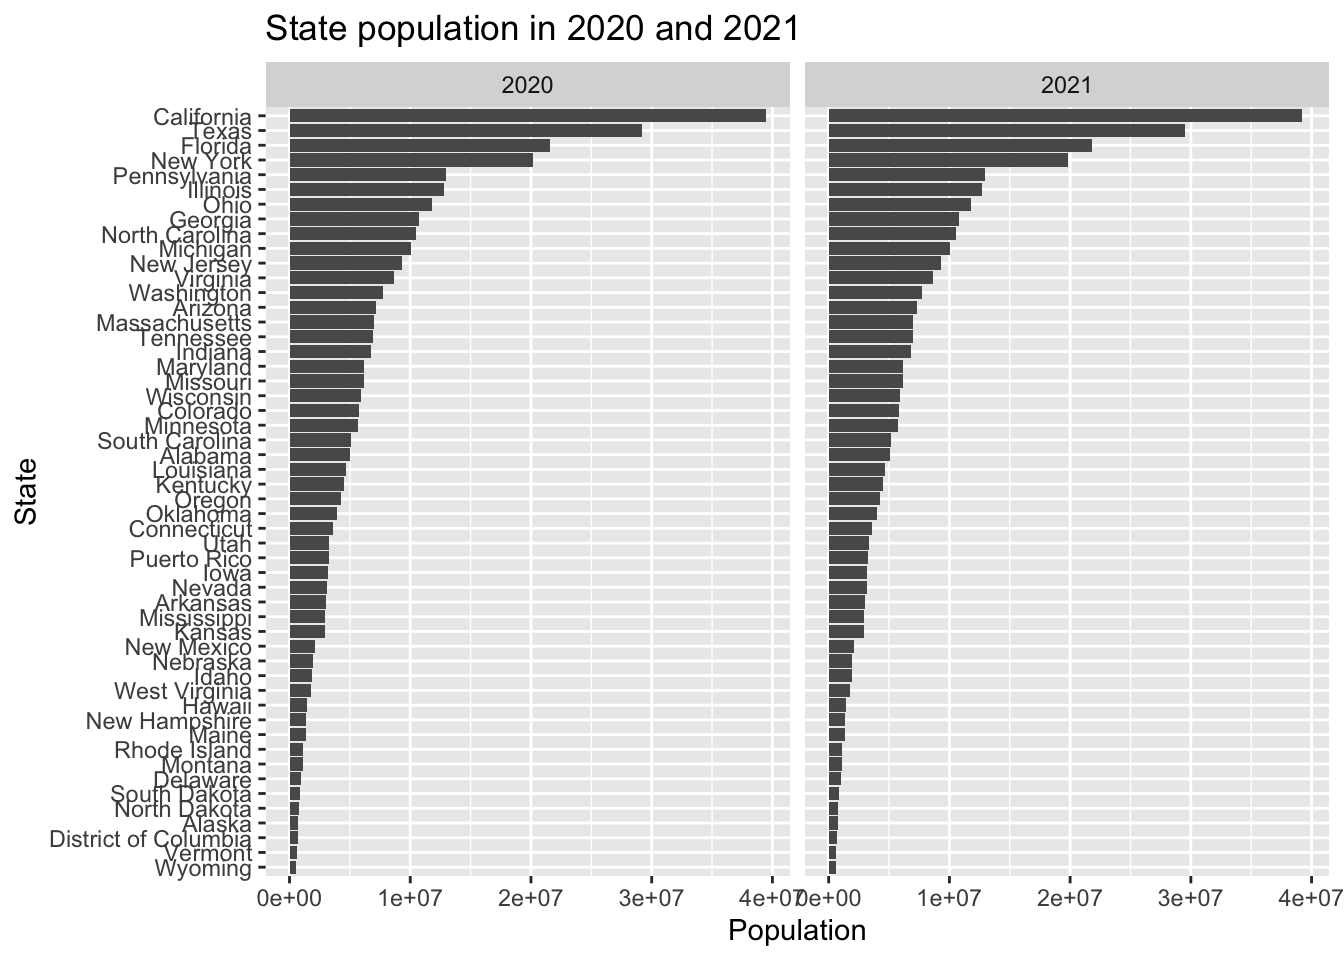 State population in 2020 and 2021
2020
2021
California
Texas
Florida
New York
Pennsylvania
Illinois
Ohio
Georgia
North Carolina
Michigan
New Jersey
Virginia
Washington
Arizona
Massachusetts
Tennessee
Indiana
Maryland
Missouri
Wisconsin
Colorado
Minnesota
South Carolina
Alabama
Louisiana
Kentucky
Oregon
Oklahoma
Connecticut
Utah
Puerto Rico
Iowa
Nevada
Arkansas
Mississippi
Kansas
New Mexico
Nebraska
Idaho
West Virginia
Hawaii
New Hampshire
Maine
Rhode Island
Montana
Delaware
South Dakota
North Dakota
Alaska
District of Columbia
Vermont
Wyoming
State
0e+00 1e+07 2e+07 3e+07 4e+07 0e+00 1e+07 2e+07 3e+07 4e+07
Population